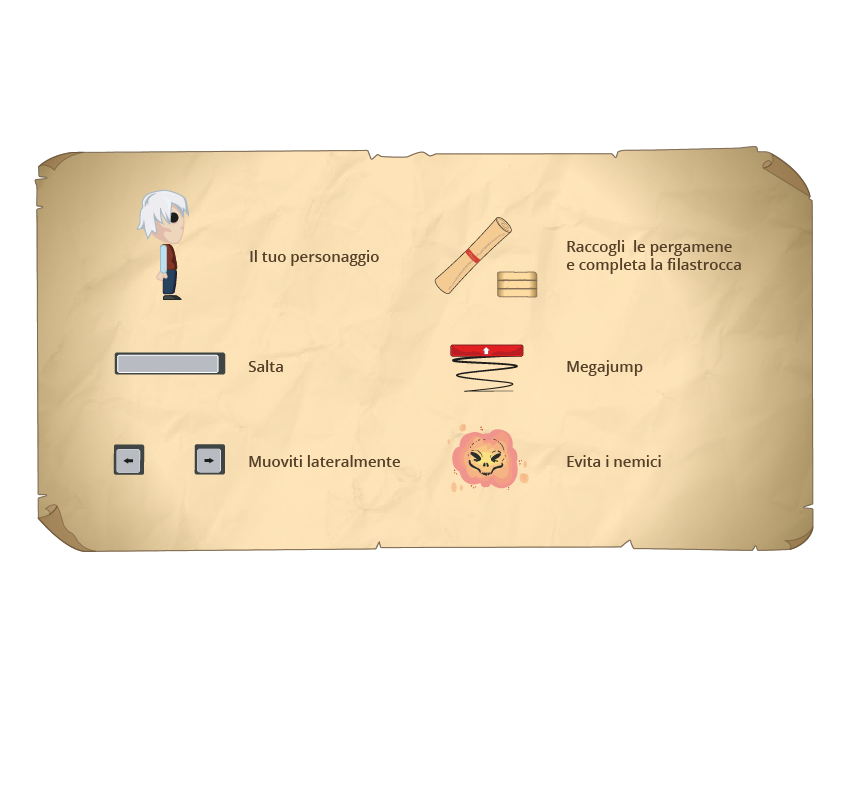 Il tuo personaggio
Raccogli  le pergamene
e completa la filastrocca
Salta
Megajump
Muoviti lateralmente
Evita i nemici